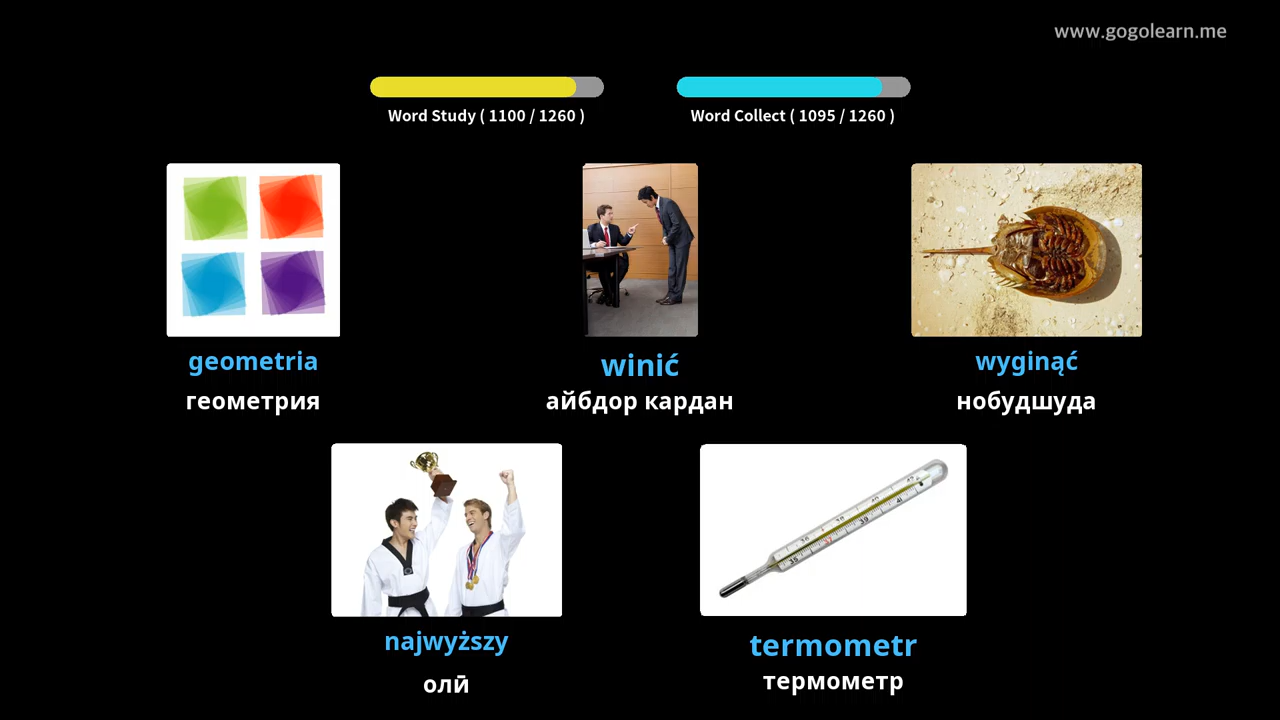 www.gogolearn.me
Word Study ( 1100 / 1260 )
Word Collect ( 1095 / 1260 )
geometria
геометрия
winić
айбдор кардан
wyginąć
нобудшуда
najwyższy
олӣ
termometr
термометр